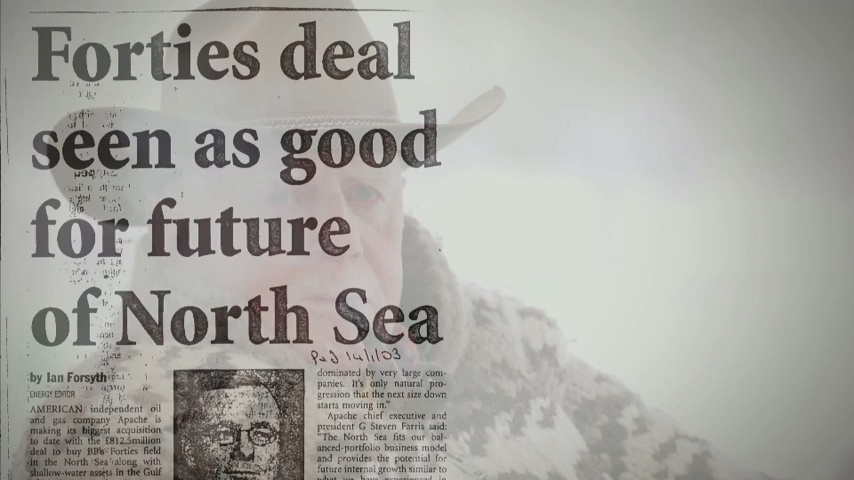 Forties deal
seen as good
for future
of North Sea
P&J 14/1/03
by Ian Forsyth
ENERGY EDITOR
AMERICAN independent oil
and gas company Apache is
making its biggest acquisition
to date with the £812.5million
deal to buy BP's Forties field
in the North Sea along with
shallow-water assets in the Gulf
dominated by very large com-
panies. It's only natural pro-
gression that the next size down
starts moving in."
Apache chief executive and
president G Steven Farris said:
"The North Sea fits our bal-
anced-portfolio business model
and provides the potential for
future internal growth similar to
what we have experienced in